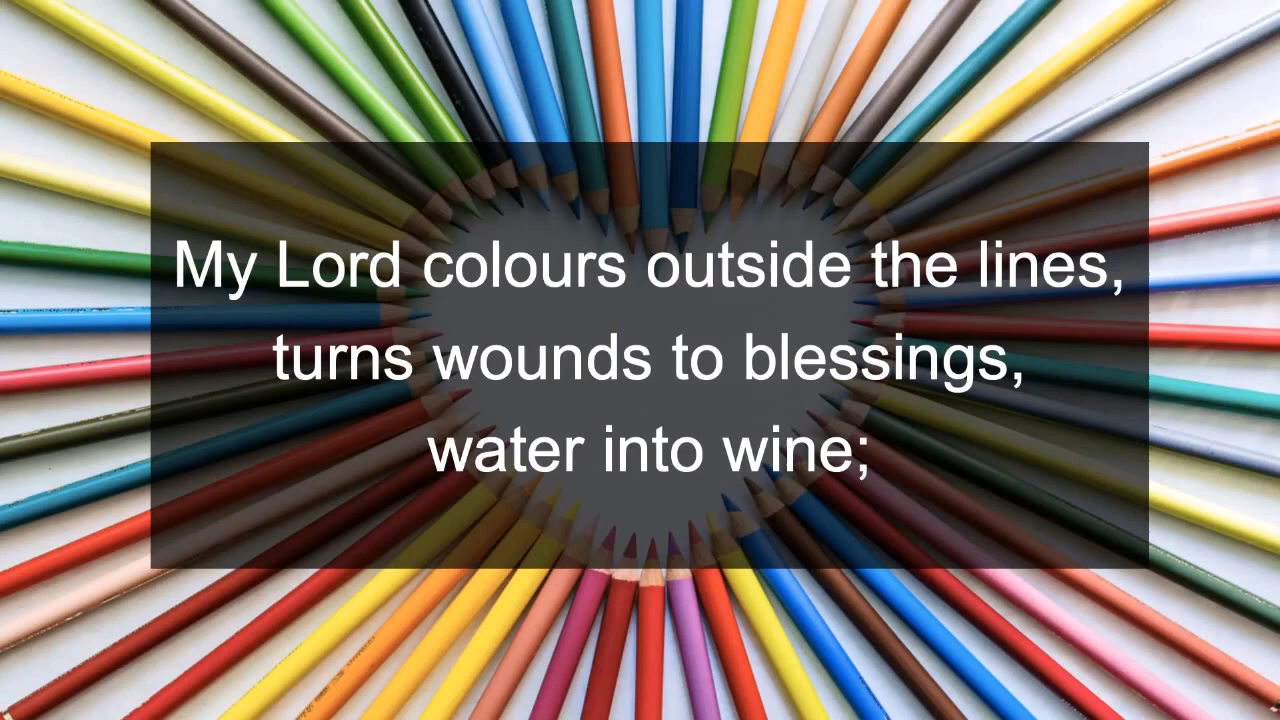 My Lord colours outside the lines,
turns wounds to blessings,
water into wine;